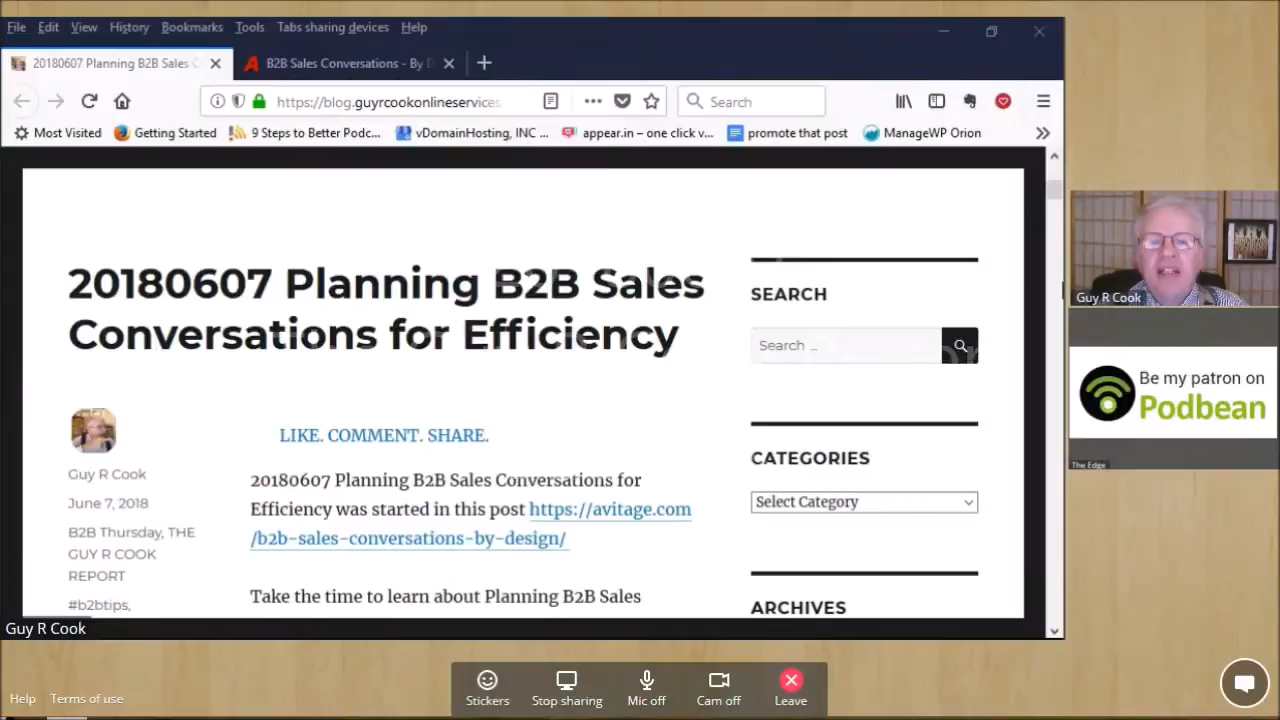 File Edit View History Bookmarks Tools Tabs sharing devices Help
20180607 Planning B2B Sales C
B2B Sales Conversations - By D
https://blog.guyrcookonlineservices.
Search
Most Visited Getting Started 9 Steps to Better Podc... vDomainHosting, INC ... appear.in – one click v... promote that post ManageWP Orion
20180607 Planning B2B Sales
Conversations for Efficiency
Guy R Cook
June 7, 2018
B2B Thursday, THE
GUY R COOK
REPORT
#b2btips,
LIKE. COMMENT. SHARE.
20180607 Planning B2B Sales Conversations for
Efficiency was started in this post https://avitage.com
/b2b-sales-conversations-by-design/
Take the time to learn about Planning B2B Sales
SEARCH
Search ...
CATEGORIES
Select Category
ARCHIVES
Guy R Cook
Guy R Cook
Be my patron on
Podbean
The Edge
Help Terms of use
Stickers Stop sharing Mic off Cam off Leave